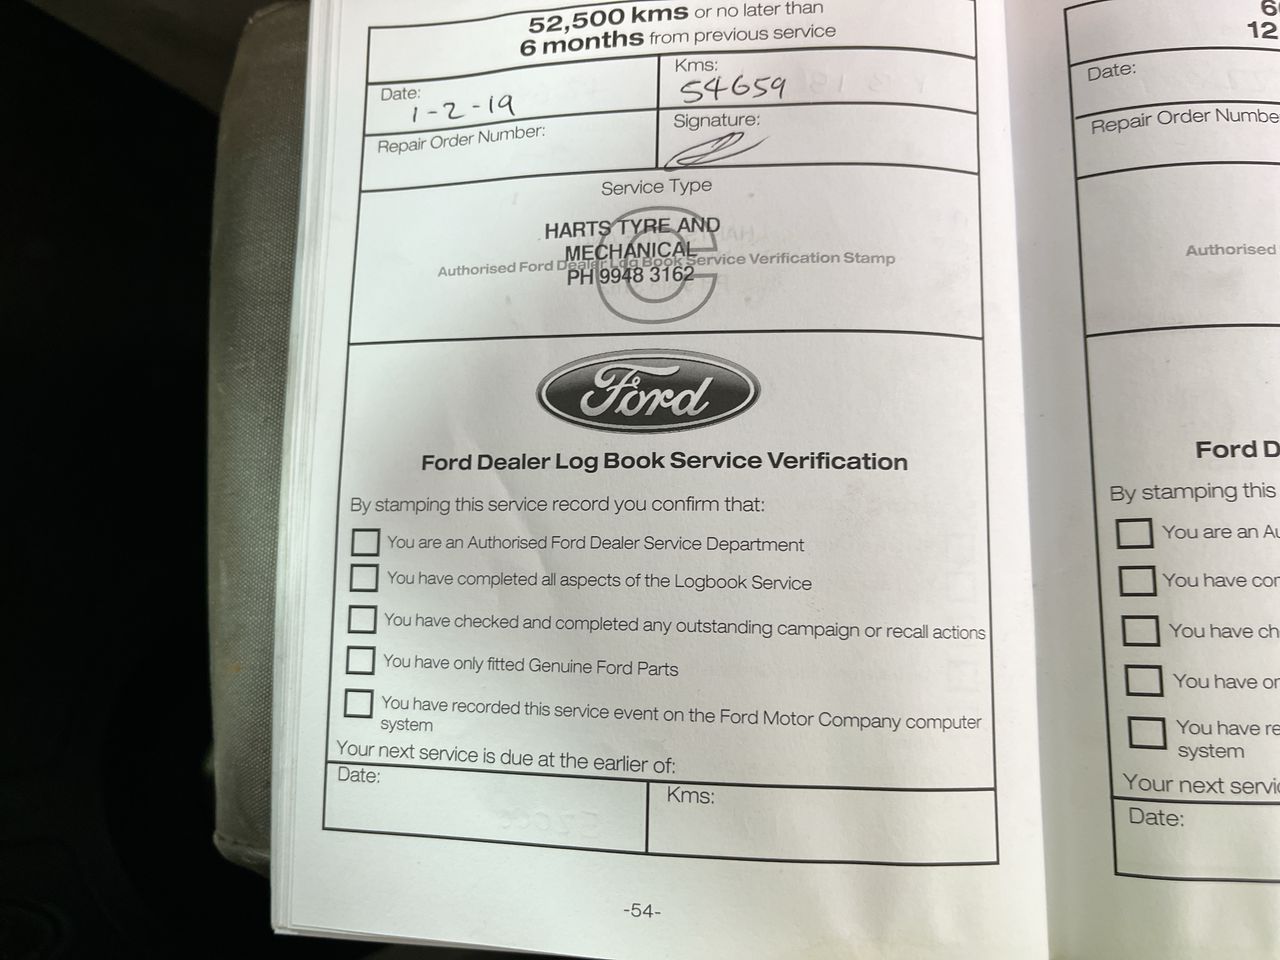 52,500 kms or no later than
6 months from previous service
Date:
1-2-19
Kms:
54659
Repair Order Number:
Signature:
Service Type
C
HARTS TYRE AND
MECHANICAL
PH 9948 3162
Authorised Ford Dealer Log Book Service Verification Stamp
Ford
Ford Dealer Log Book Service Verification
By stamping this service record you confirm that:
You are an Authorised Ford Dealer Service Department
You have completed all aspects of the Logbook Service
You have checked and completed any outstanding campaign or recall actions
You have only fitted Genuine Ford Parts
You have recorded this service event on the Ford Motor Company computer
system
Your next service is due at the earlier of:
Date:
Kms:
-54-
6
12
Date:
Repair Order Numbe
Authorised
Ford D
By stamping this
You are an Au
You have con
You have ch
You have or
You have re
system
Your next servi
Date: